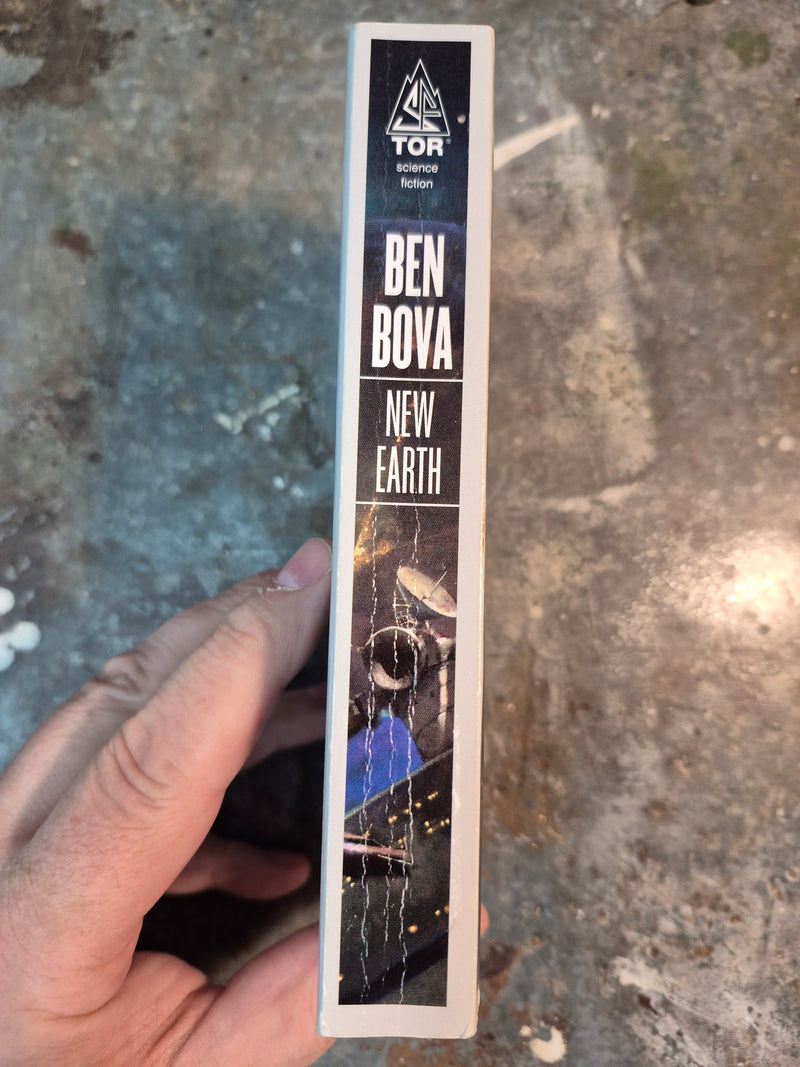 SF
TOR®
science
fiction
BEN
BOVA
NEW
EARTH